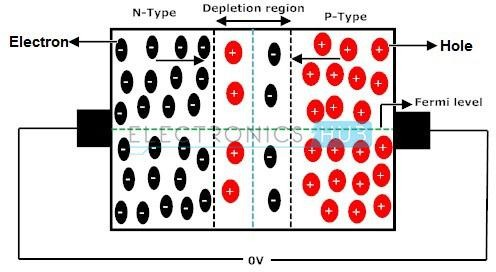 N-Type
Depletion region
P-Type
Electron
Hole
Fermi level
ELECTRONICS HUB
0V